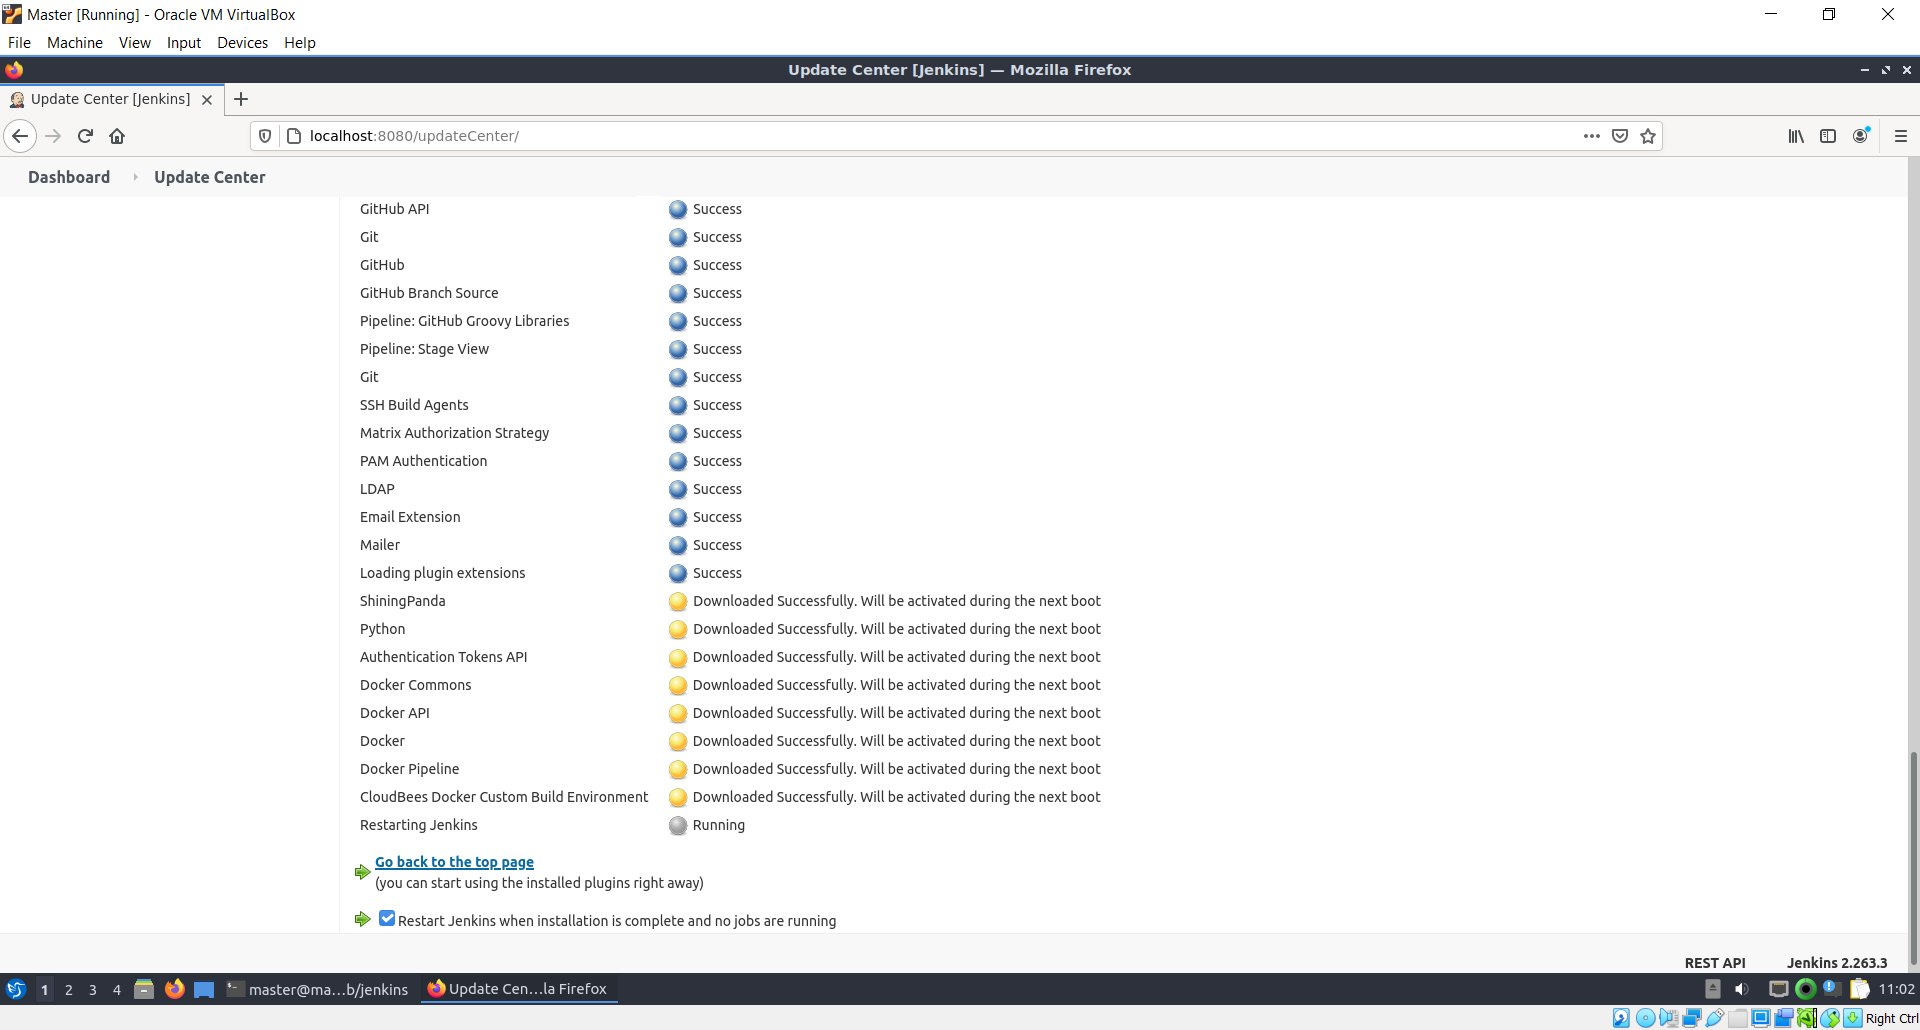 Master [Running] - Oracle VM VirtualBox
File Machine View Input Devices Help
Update Center [Jenkins] — Mozilla Firefox
Update Center [Jenkins]
localhost:8080/updateCenter/
Dashboard Update Center
GitHub API Success
Git Success
GitHub Success
GitHub Branch Source Success
Pipeline: GitHub Groovy Libraries Success
Pipeline: Stage View Success
Git Success
SSH Build Agents Success
Matrix Authorization Strategy Success
PAM Authentication Success
LDAP Success
Email Extension Success
Mailer Success
Loading plugin extensions Success
ShiningPanda Downloaded Successfully. Will be activated during the next boot
Python Downloaded Successfully. Will be activated during the next boot
Authentication Tokens API Downloaded Successfully. Will be activated during the next boot
Docker Commons Downloaded Successfully. Will be activated during the next boot
Docker API Downloaded Successfully. Will be activated during the next boot
Docker Downloaded Successfully. Will be activated during the next boot
Docker Pipeline Downloaded Successfully. Will be activated during the next boot
CloudBees Docker Custom Build Environment Downloaded Successfully. Will be activated during the next boot
Restarting Jenkins Running
Go back to the top page
(you can start using the installed plugins right away)
Restart Jenkins when installation is complete and no jobs are running
REST API Jenkins 2.263.3
1 2 3 4 master@ma...b/jenkins Update Cen...la Firefox 11:02
Right Ctrl